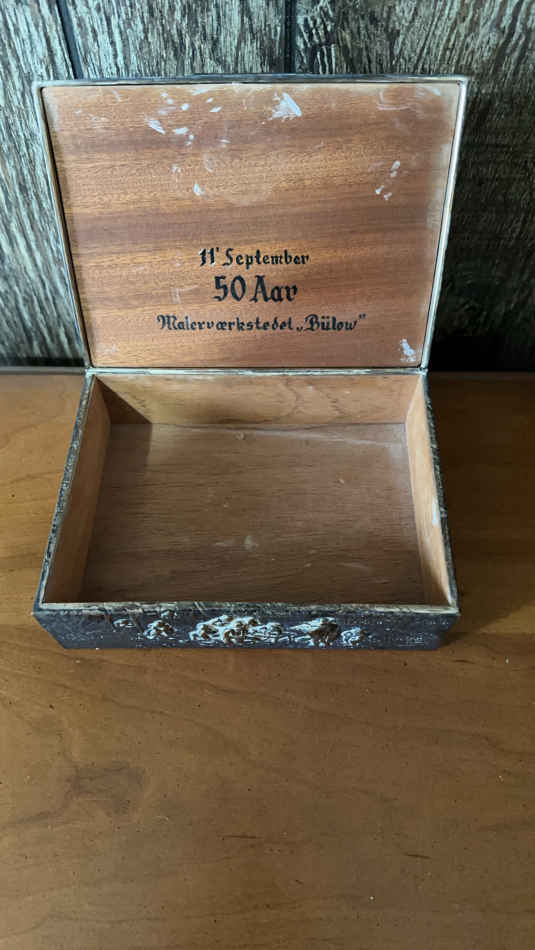 11' September
50 Aar
Malerværkstedet „Bülow”